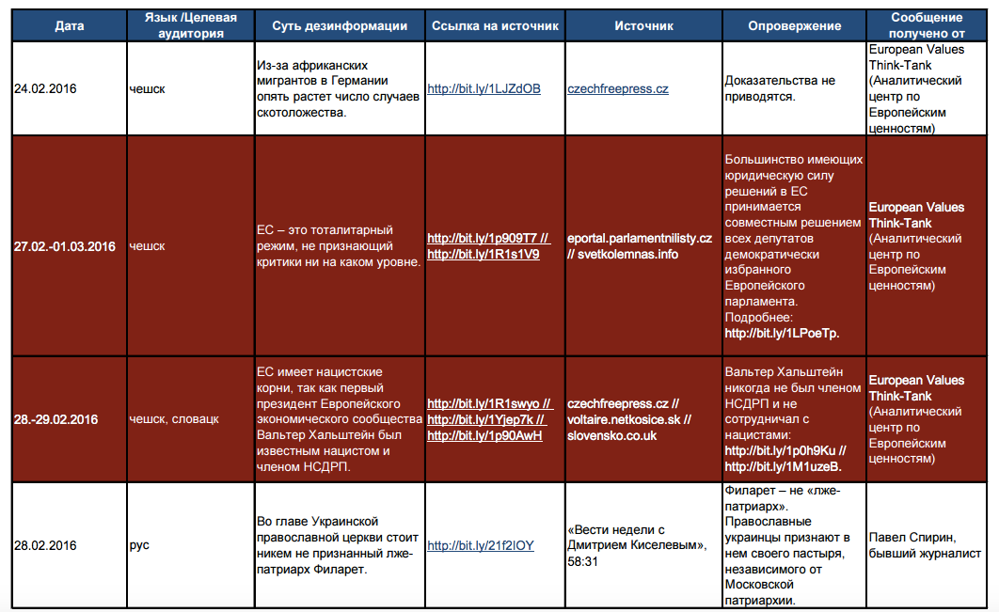 Дата
Язык /Целевая
аудитория
Суть дезинформации
Ссылка на источник
Источник
Опровержение
Сообщение
получено от
24.02.2016
чешск
Из-за африканских
мигрантов в Германии
опять растет число случаев
скотоложества.
http://bit.ly/1LJZdOB
czechfreepress.cz
Доказательства не
приводятся.
European Values
Think-Tank
(Аналитический
центр по
Европейским
ценностям)
27.02.-01.03.2016
чешск
ЕС – это тоталитарный
режим, не признающий
критики ни на каком уровне.
http://bit.ly/1p909T7 //
http://bit.ly/1R1s1V9
eportal.parlamentnilisty.cz
// svetkolemnas.info
Большинство имеющих
юридическую силу
решений в ЕС
принимается
совместным решением
всех депутатов
демократически
избранного
Европейского
парламента.
Подробнее:
http://bit.ly/1LPoeTp.
European Values
Think-Tank
(Аналитический
центр по
Европейским
ценностям)
28.-29.02.2016
чешск, словацк
ЕС имеет нацистские
корни, так как первый
президент Европейского
экономического сообщества
Вальтер Хальштейн был
известным нацистом и
членом НСДРП.
http://bit.ly/1R1swyo //
http://bit.ly/1Yjep7k //
http://bit.ly/1p90AwH
czechfreepress.cz //
voltaire.netkosice.sk //
slovensko.co.uk
Вальтер Хальштейн
никогда не был членом
НСДРП и не
сотрудничал с
нацистами:
http://bit.ly/1p0h9Ku //
http://bit.ly/1M1uzeB.
European Values
Think-Tank
(Аналитический
центр по
Европейским
ценностям)
28.02.2016
рус
Во главе Украинской
православной церкви стоит
никем не признанный лже-
патриарх Филарет.
http://bit.ly/21f2IOY
«Вести недели с
Дмитрием Киселевым»,
58:31
Филарет – не «лже-
патриарх».
Православные
украинцы признают в
нем своего пастыря,
независимого от
Московской
патриархии.
Павел Спирин,
бывший журналист